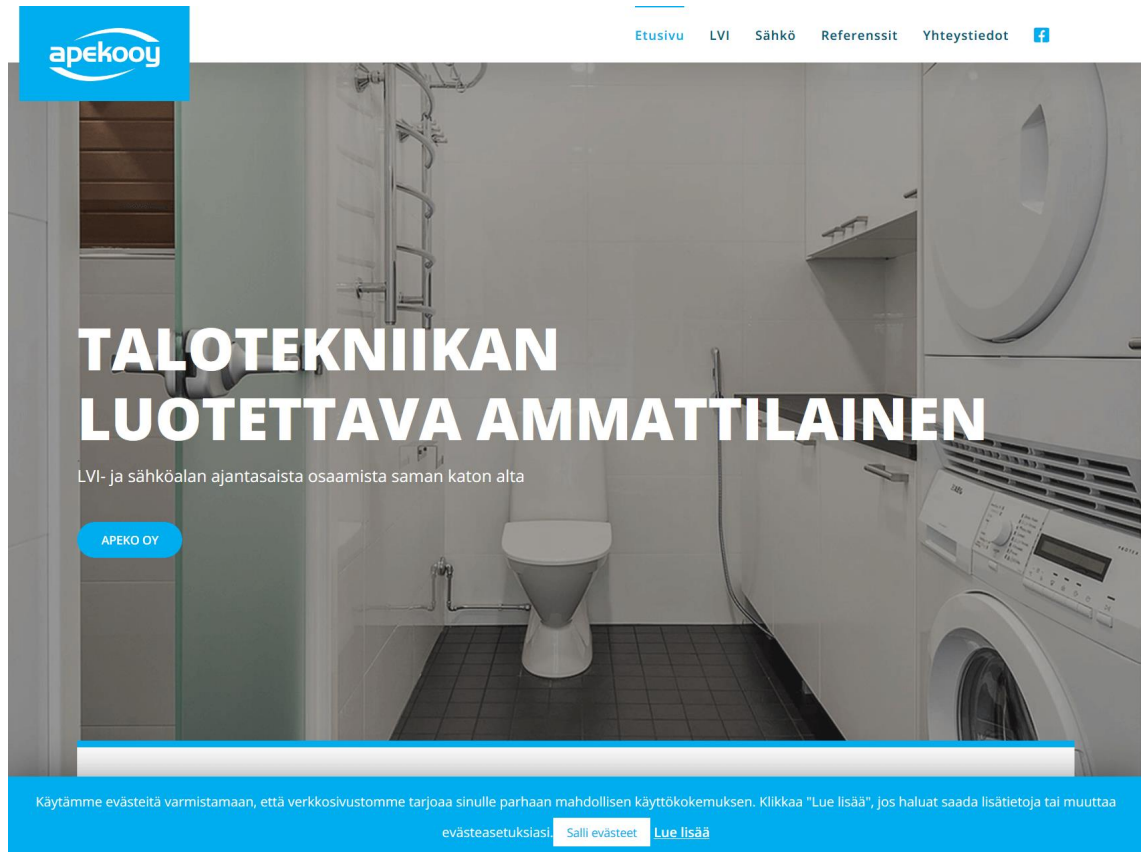 apekooy
Etusivu LVI Sähkö Referenssit Yhteystiedot
TALOTEKNIIKAN
LUOTETTAVA AMMATTILAINEN
LVI- ja sähköalan ajantasaista osaamista saman katon alta
APEKO OY
Käytämme evästeitä varmistamaan, että verkkosivustomme tarjoaa sinulle parhaan mahdollisen käyttökokemuksen. Klikkaa "Lue lisää", jos haluat saada lisätietoja tai muuttaa
evästeasetuksiasi. Salli evästeet Lue lisää